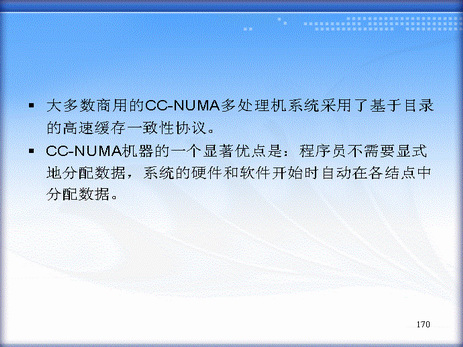 ▪ 大多数商用的CC-NUMA多处理机系统采用了基于目录
的高速缓存一致性协议。
▪ CC-NUMA机器的一个显著优点是：程序员不需要显式
地分配数据，系统的硬件和软件开始时自动在各结点中
分配数据。
170